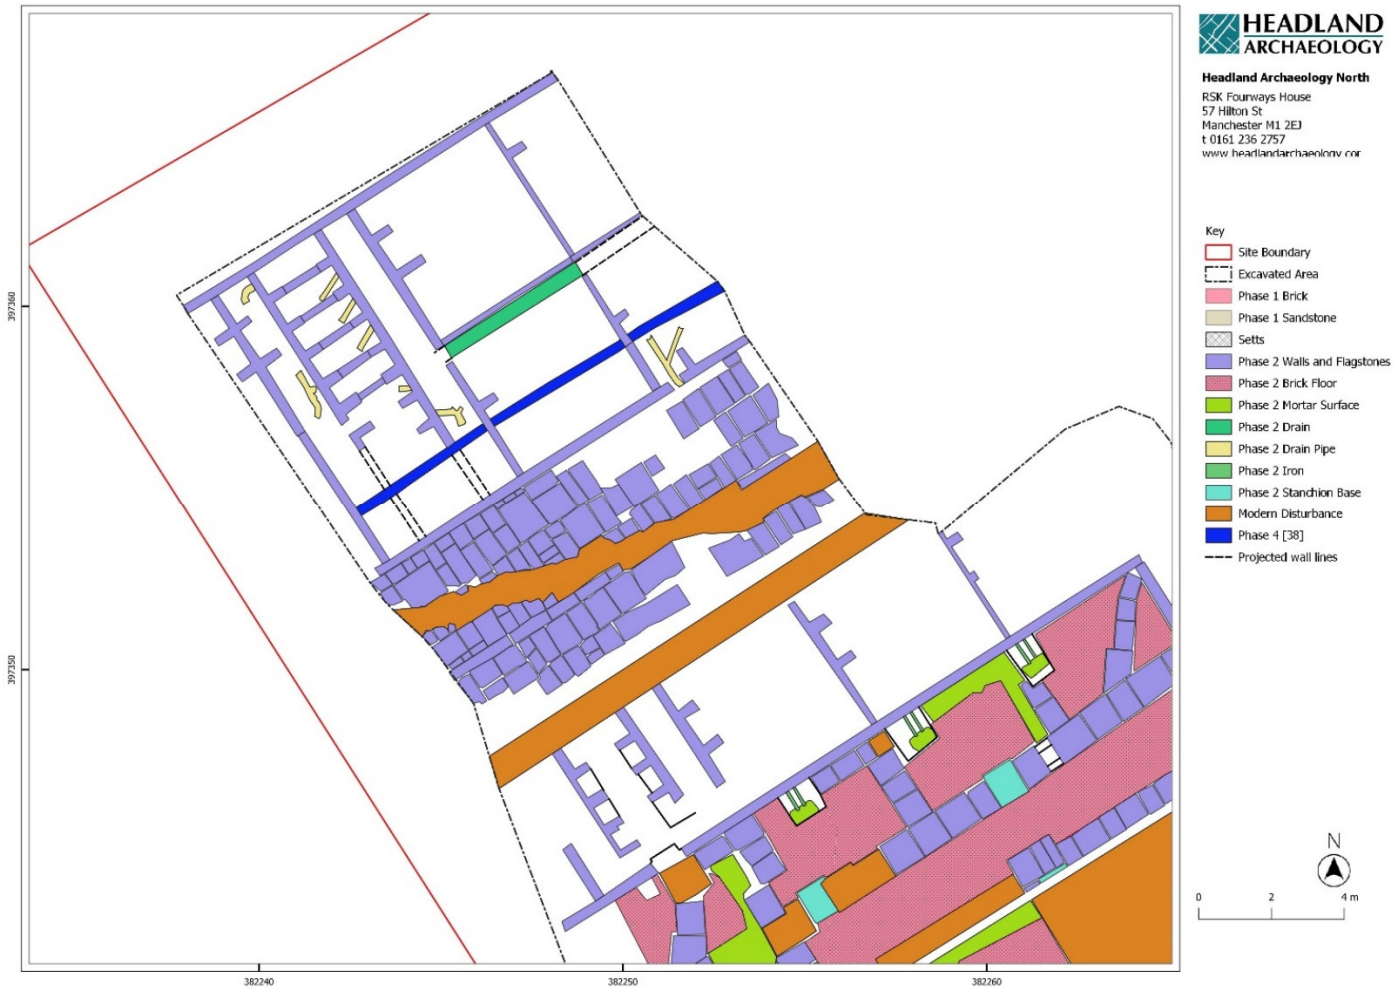 HEADLAND
ARCHAEOLOGY
Headland Archaeology North
RSK Fourways House
57 Hilton St
Manchester M1 2EJ
t 0161 236 2757
www.headlandarchaeology.cor
Key
Site Boundary
Excavated Area
Phase 1 Brick
Phase 1 Sandstone
Setts
Phase 2 Walls and Flagstones
Phase 2 Brick Floor
Phase 2 Mortar Surface
Phase 2 Drain
Phase 2 Drain Pipe
Phase 2 Iron
Phase 2 Stanchion Base
Modern Disturbance
Phase 4 [38]
Projected wall lines
N
0 2 4 m
397360
397350
382240 382250 382260